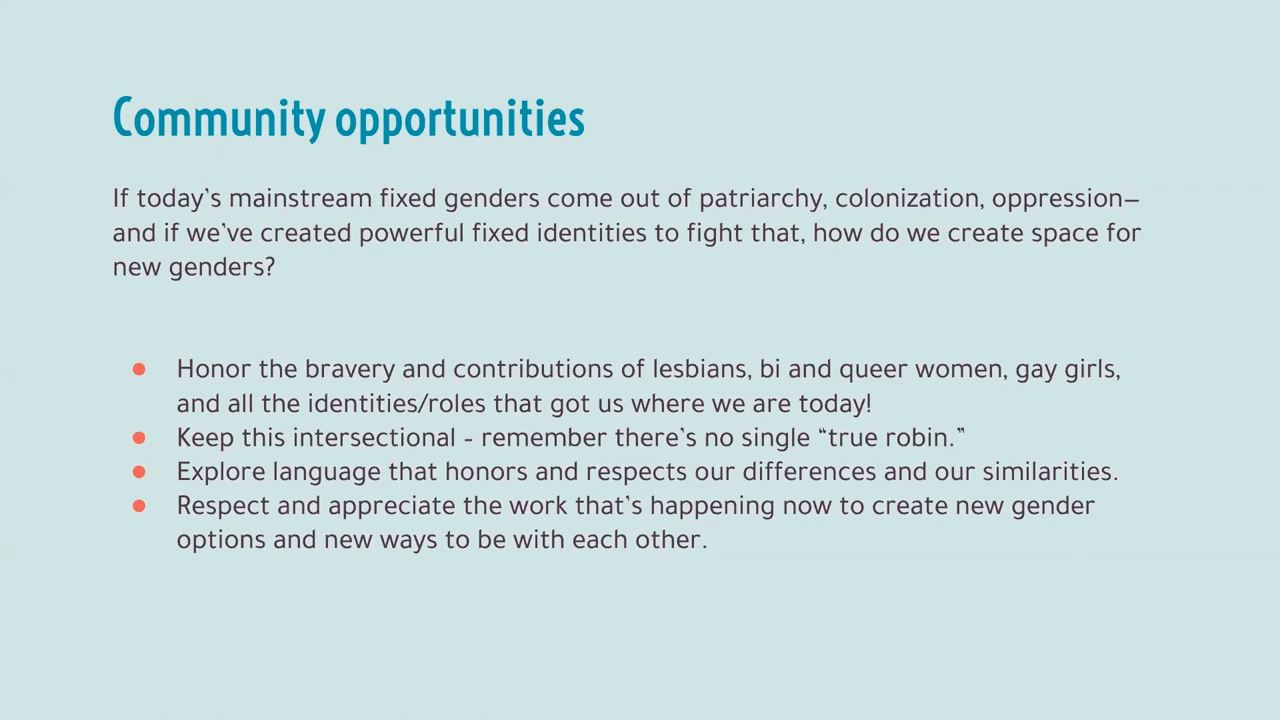 Community opportunities
If today’s mainstream fixed genders come out of patriarchy, colonization, oppression—
and if we’ve created powerful fixed identities to fight that, how do we create space for
new genders?
● Honor the bravery and contributions of lesbians, bi and queer women, gay girls,
and all the identities/roles that got us where we are today!
● Keep this intersectional - remember there’s no single “true robin.”
● Explore language that honors and respects our differences and our similarities.
● Respect and appreciate the work that’s happening now to create new gender
options and new ways to be with each other.